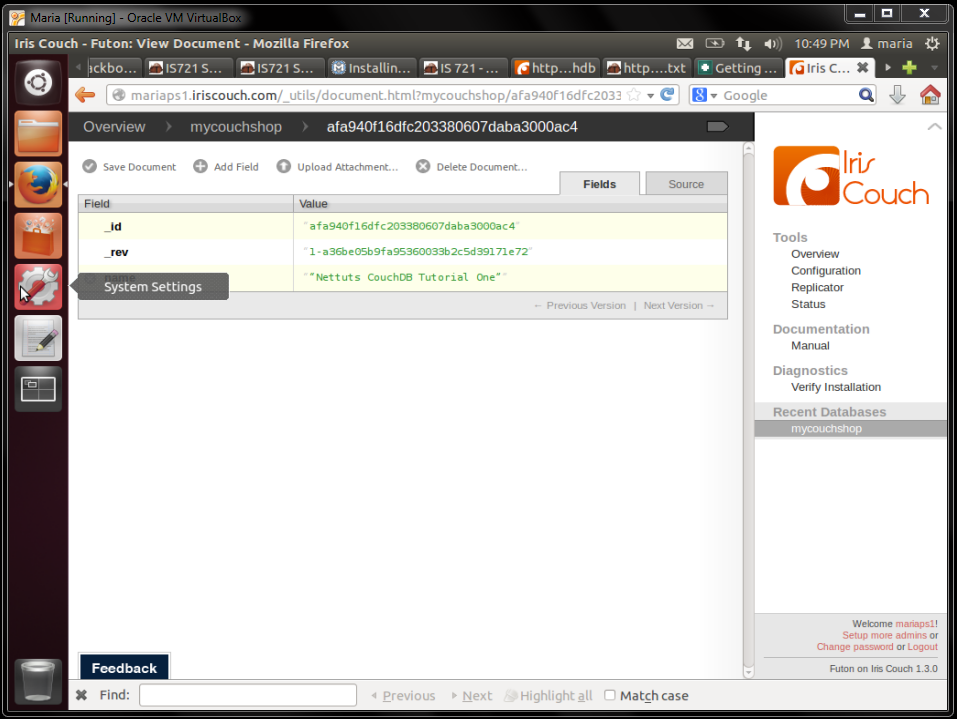 Maria [Running] - Oracle VM VirtualBox
Iris Couch - Futon: View Document - Mozilla Firefox
10:49 PM maria
ackbo...
IS721 S...
IS721 S...
Installin...
IS 721 - ...
http...hdb
http....txt
Getting ...
Iris C...
mariaps1.iriscouch.com/_utils/document.html?mycouchshop/afa940f16dfc2033
Google
Overview mycouchshop afa940f16dfc203380607daba3000ac4
Save Document Add Field Upload Attachment... Delete Document...
Fields Source
Field Value
_id "afa940f16dfc203380607daba3000ac4"
_rev "1-a36be05b9fa95360033b2c5d39171e72"
name "“Nettuts CouchDB Tutorial One”"
System Settings
← Previous Version | Next Version →
Iris
Couch
Tools
Overview
Configuration
Replicator
Status
Documentation
Manual
Diagnostics
Verify Installation
Recent Databases
mycouchshop
Welcome mariaps1!
Setup more admins or
Change password or Logout
Futon on Iris Couch 1.3.0
Feedback
Find: Previous Next Highlight all Match case